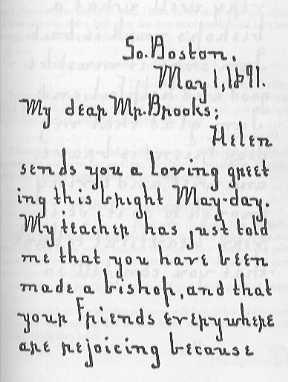 So. Boston,
May 1, 1891.
My dear Mr. Brooks:
Helen
sends you a loving greet
ing this bright May-day.
My teacher has just told
me that you have been
made a bishop, and that
your friends everywhere
are rejoicing because